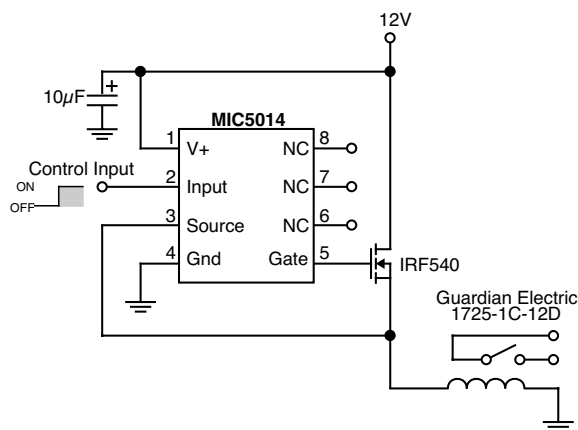 12V
+
10µF
MIC5014
1 V+ NC 8
Control Input
ON
OFF
2 Input NC 7
3 Source NC 6
4 Gnd Gate 5
IRF540
Guardian Electric
1725-1C-12D